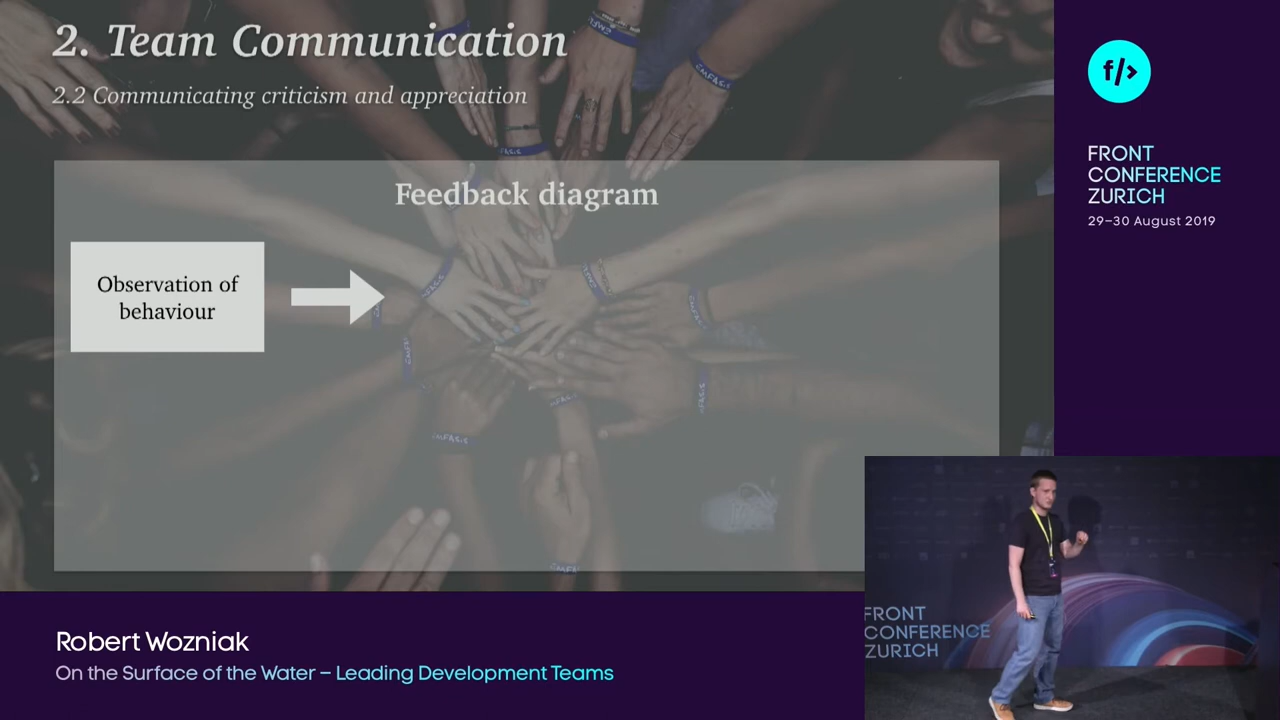 2. Team Communication
2.2 Communicating criticism and appreciation
Feedback diagram
Observation of
behaviour
f/>
FRONT
CONFERENCE
ZURICH
29–30 August 2019
FRONT
CONFERENCE
ZURICH
Robert Wozniak
On the Surface of the Water – Leading Development Teams